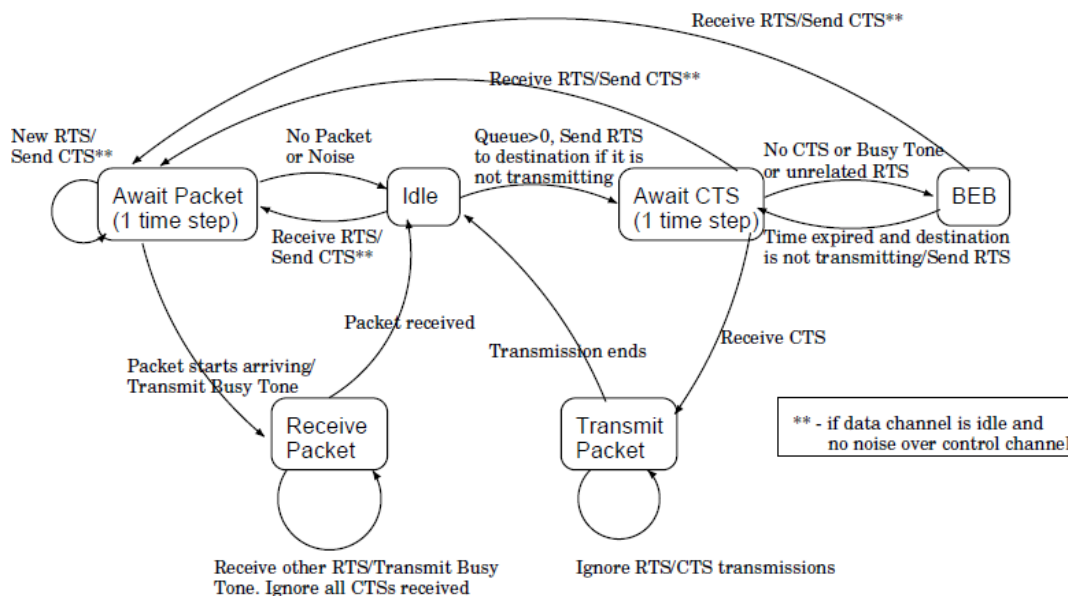 Receive RTS/Send CTS**
Receive RTS/Send CTS**
New RTS/
Send CTS**
No Packet
or Noise
Queue>0, Send RTS
to destination if it is
not transmitting
No CTS or Busy Tone
or unrelated RTS
Await Packet
(1 time step)
Idle
Await CTS
(1 time step)
BEB
Receive RTS/
Send CTS**
Time expired and destination
is not transmitting/Send RTS
Packet received
Transmission ends
Receive CTS
Packet starts arriving/
Transmit Busy Tone
Receive
Packet
Transmit
Packet
** - if data channel is idle and
no noise over control channel
Receive other RTS/Transmit Busy
Tone. Ignore all CTSs received
Ignore RTS/CTS transmissions